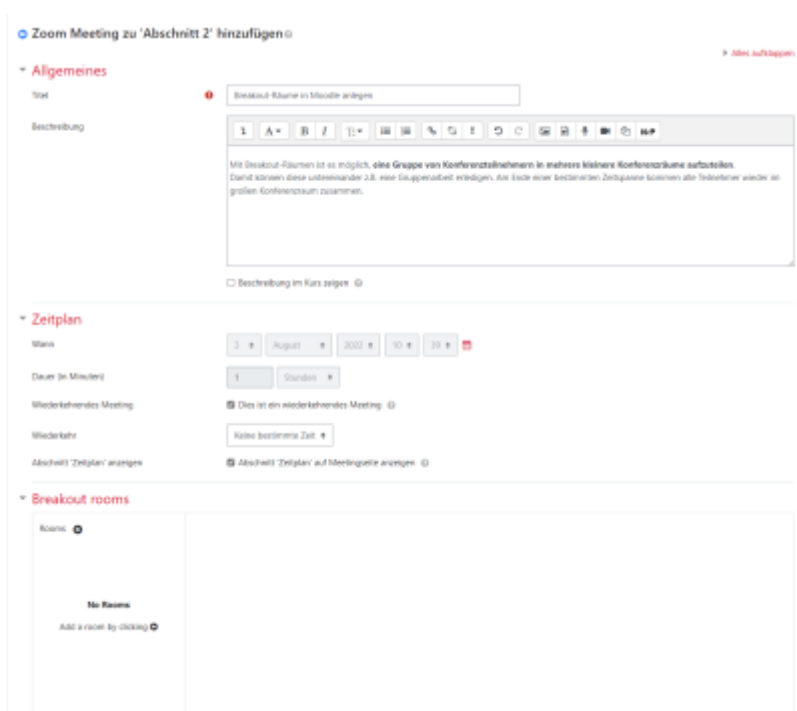 Zoom Meeting zu 'Abschnitt 2' hinzufügen
Alles aufklappen
Allgemeines
Titel
Breakout-Räume in Moodle anlegen
Beschreibung
Mit Breakout-Räumen ist es möglich, eine Gruppe von Konferenzteilnehmern in mehrere kleinere Konferenzräume aufzuteilen.
Damit können diese untereinander z.B. eine Gruppenarbeit erledigen. Am Ende einer bestimmten Zeitspanne kommen alle Teilnehmer wieder im
großen Konferenzraum zusammen.
Beschreibung im Kurs zeigen
Zeitplan
Wann
August 2022 10 39
Dauer (in Minuten)
1 Stunden
Wiederkehrendes Meeting
Dies ist ein wiederkehrendes Meeting
Wiederkehr
Keine bestimmte Zeit
Abschnitt 'Zeitplan' anzeigen
Abschnitt 'Zeitplan' auf Meetingseite anzeigen
Breakout rooms
Rooms
No Rooms
Add a room by clicking